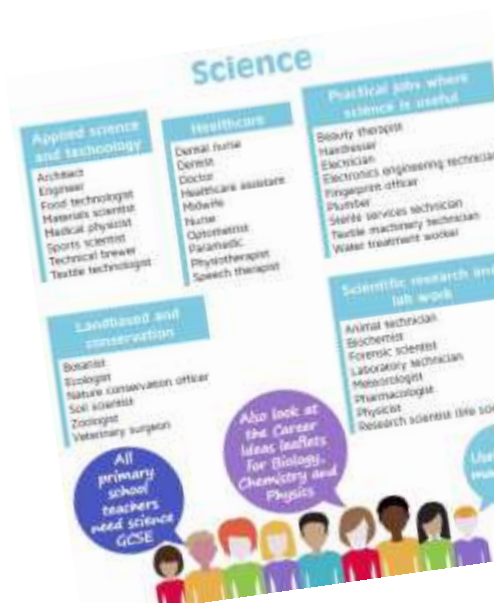 Science
Applied science
and technology
Architect
Engineer
Food technologist
Materials scientist
Medical physicist
Sports scientist
Technical brewer
Textile technologist
Healthcare
Dental nurse
Dentist
Doctor
Healthcare assistant
Midwife
Nurse
Optometrist
Paramedic
Physiotherapist
Speech therapist
Practical jobs where
science is useful
Beauty therapist
Hairdresser
Electrician
Electronics engineering technician
Fingerprint officer
Plumber
Sterile services technician
Textile machinery technician
Water treatment worker
Landbased and
conservation
Botanist
Ecologist
Nature conservation officer
Soil scientist
Zoologist
Veterinary surgeon
Scientific research and
lab work
Animal technician
Biochemist
Forensic scientist
Laboratory technician
Meteorologist
Pharmacologist
Physicist
Research scientist (life
All
primary
school
teachers
need science
GCSE
Also look at
the Career
Ideas leaflets
for Biology,
Chemistry and
Physics